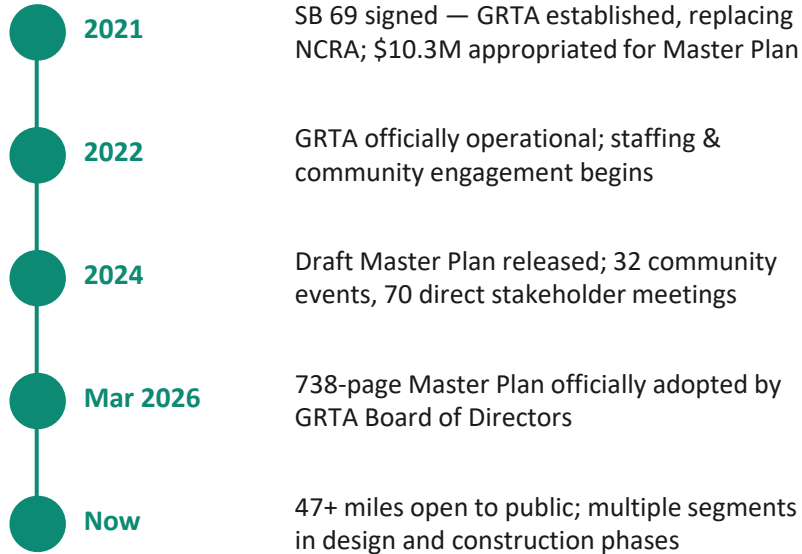 2021
SB 69 signed — GRTA established, replacing
NCRA; $10.3M appropriated for Master Plan
2022
GRTA officially operational; staffing &
community engagement begins
2024
Draft Master Plan released; 32 community
events, 70 direct stakeholder meetings
Mar 2026
738-page Master Plan officially adopted by
GRTA Board of Directors
Now
47+ miles open to public; multiple segments
in design and construction phases